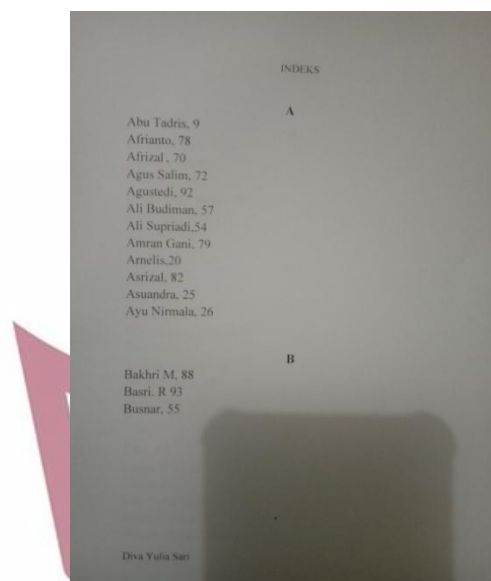 INDEKS
A
Abu Tadris, 9
Afrianto, 78
Afrizal , 70
Agus Salim, 72
Agustedi, 92
Ali Budiman, 57
Ali Supriadi,54
Amran Gani, 79
Arnelis,20
Asrizal, 82
Asuandra, 25
Ayu Nirmala, 26
B
Bakhri M, 88
Basri. R 93
Busnar, 55
Diva Yulia Sari